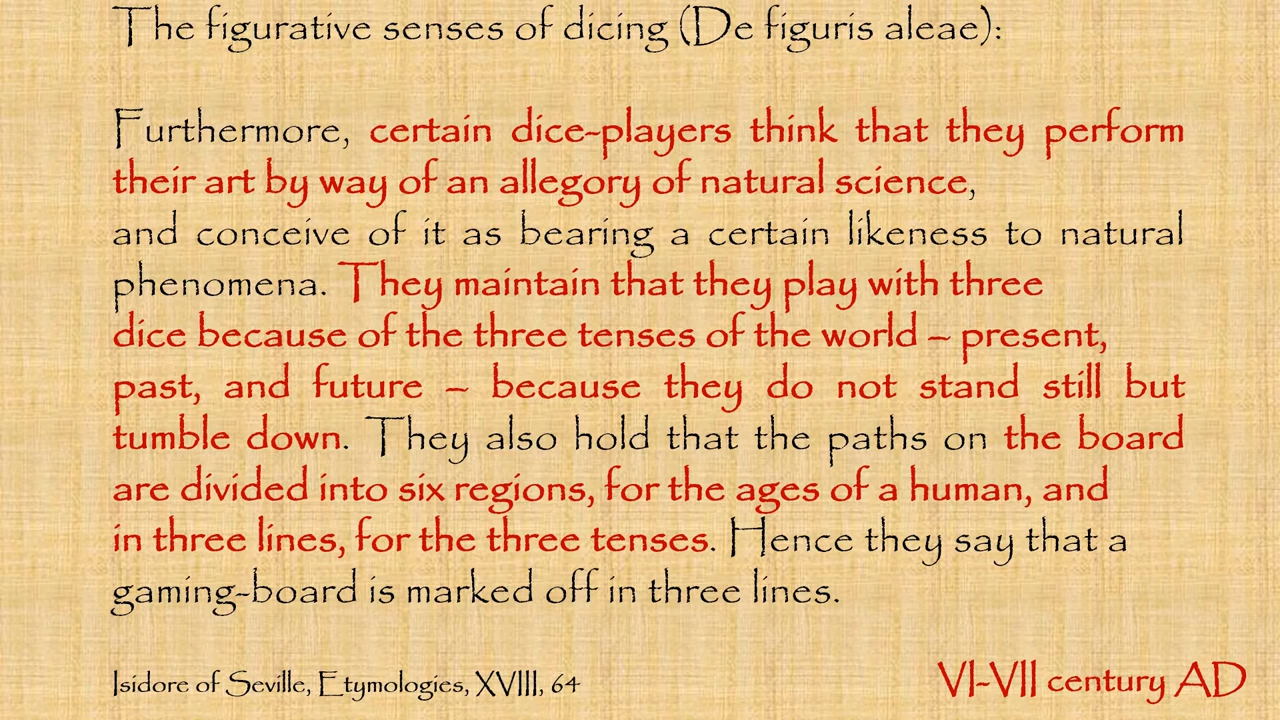 The figurative senses of dicing (De figuris aleae):
Furthermore, certain dice-players think that they perform
their art by way of an allegory of natural science,
and conceive of it as bearing a certain likeness to natural
phenomena. They maintain that they play with three
dice because of the three tenses of the world – present,
past, and future – because they do not stand still but
tumble down. They also hold that the paths on the board
are divided into six regions, for the ages of a human, and
in three lines, for the three tenses. Hence they say that a
gaming-board is marked off in three lines.
Isidore of Seville, Etymologies, XVIII, 64
VI-VII century AD